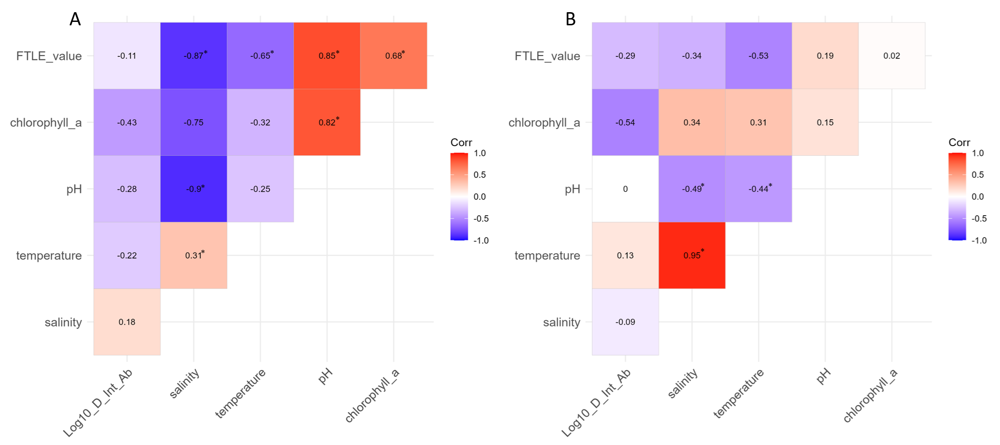 A
FTLE_value -0.11 -0.87* -0.65* 0.85* 0.68*
chlorophyll_a -0.43 -0.75 -0.32 0.82*
pH -0.28 -0.9* -0.25
temperature -0.22 0.31*
salinity 0.18
Log10_D_Int_Ab salinity temperature pH chlorophyll_a
Corr
1.0
0.5
0.0
-0.5
-1.0
B
FTLE_value -0.29 -0.34 -0.53 0.19 0.02
chlorophyll_a -0.54 0.34 0.31 0.15
pH 0 -0.49* -0.44*
temperature 0.13 0.95*
salinity -0.09
Log10_D_Int_Ab salinity temperature pH chlorophyll_a
Corr
1.0
0.5
0.0
-0.5
-1.0